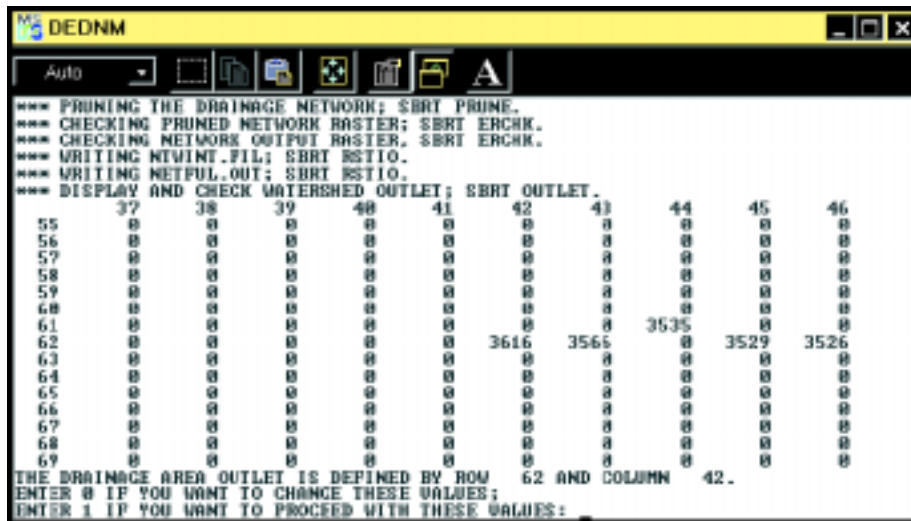 DEDNM
Auto
A
*** PRUNING THE DRAINAGE NETWORK; SBRT PRUNE.
*** CHECKING PRUNED NETWORK RASTER; SBRT ERCHK.
*** CHECKING NETWORK OUTPUT RASTER. SBRT ERCHK.
*** WRITING NTWINT.FIL; SBRT RSTIO.
*** WRITING NETFUL.OUT; SBRT RSTIO.
*** DISPLAY AND CHECK WATERSHED OUTLET; SBRT OUTLET.
37 38 39 40 41 42 43 44 45 46
55 0 0 0 0 0 0 0 0 0 0
56 0 0 0 0 0 0 0 0 0 0
57 0 0 0 0 0 0 0 0 0 0
58 0 0 0 0 0 0 0 0 0 0
59 0 0 0 0 0 0 0 0 0 0
60 0 0 0 0 0 0 0 0 0 0
61 0 0 0 0 0 0 0 3535 0 0
62 0 0 0 0 0 3616 3566 0 3529 3526
63 0 0 0 0 0 0 0 0 0 0
64 0 0 0 0 0 0 0 0 0 0
65 0 0 0 0 0 0 0 0 0 0
66 0 0 0 0 0 0 0 0 0 0
67 0 0 0 0 0 0 0 0 0 0
68 0 0 0 0 0 0 0 0 0 0
69 0 0 0 0 0 0 0 0 0 0
THE DRAINAGE AREA OUTLET IS DEFINED BY ROW 62 AND COLUMN 42.
ENTER 0 IF YOU WANT TO CHANGE THESE VALUES;
ENTER 1 IF YOU WANT TO PROCEED WITH THESE VALUES: _